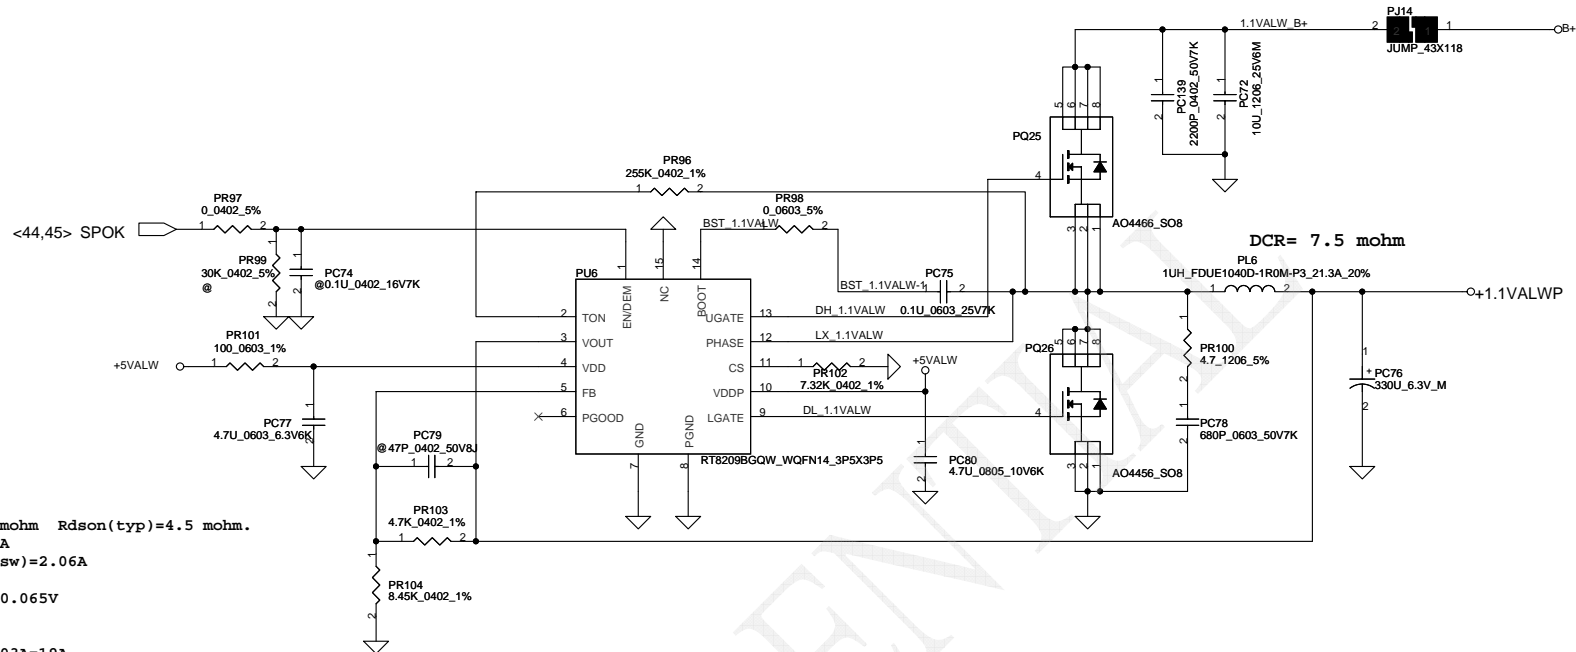 PJ14
1.1VALW_B+
2
1
2
1
B+
JUMP_43X118
1
2
PC139
2200P_0402_50V7K
1
2
PC72
10U_1206_25V6M
5
6
7
8
PQ25
4
3
2
1
AO4466_SO8
PR96
255K_0402_1%
1
2
PR97
0_0402_5%
<44,45> SPOK
1
2
PR98
0_0603_5%
BST_1.1VALW
1
2
DCR= 7.5 mohm
PL6
1UH_FDUE1040D-1R0M-P3_21.3A_20%
1
2
+1.1VALWP
1
2
PR99
30K_0402_5%
@
1
2
PC74
@0.1U_0402_16V7K
PU6
1
15
14
EN/DEM
NC
BOOT
BST_1.1VALW-1
PC75
1
2
0.1U_0603_25V7K
2
TON
UGATE
13
DH_1.1VALW
3
VOUT
PHASE
12
LX_1.1VALW
4
VDD
CS
11
5
FB
VDDP
10
6
PGOOD
LGATE
9
DL_1.1VALW
GND
PGND
7
8
RT8209BGQW_WQFN14_3P5X3P5
PR101
100_0603_1%
+5VALW
1
2
1
2
PR102
7.32K_0402_1%
+5VALW
PQ26
5
6
7
8
4
3
2
1
AO4456_SO8
1
PR100
4.7_1206_5%
2
1
PC78
680P_0603_50V7K
2
1
+
PC76
330U_6.3V_M
2
1
PC77
4.7U_0603_6.3V6K
2
PC79
@47P_0402_50V8J
1
2
1
PC80
4.7U_0805_10V6K
2
PR103
4.7K_0402_1%
1
2
1
PR104
8.45K_0402_1%
2
mohm Rdson(typ)=4.5 mohm.
A
sw)=2.06A
0.065V
ENTIAL